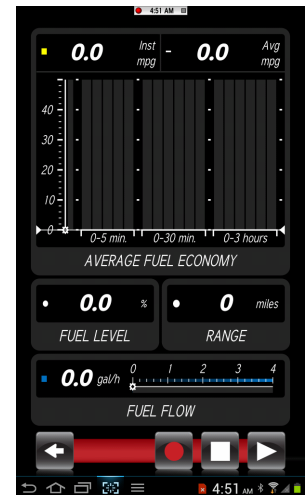 4:51 AM
0.0 Inst mpg - 0.0 Avg mpg
40
30
20
10
0
0-5 min. 0-30 min. 0-3 hours
AVERAGE FUEL ECONOMY
0.0 % 0 miles
FUEL LEVEL RANGE
0.0 gal/h 0 1 2 3 4
FUEL FLOW
4:51 AM